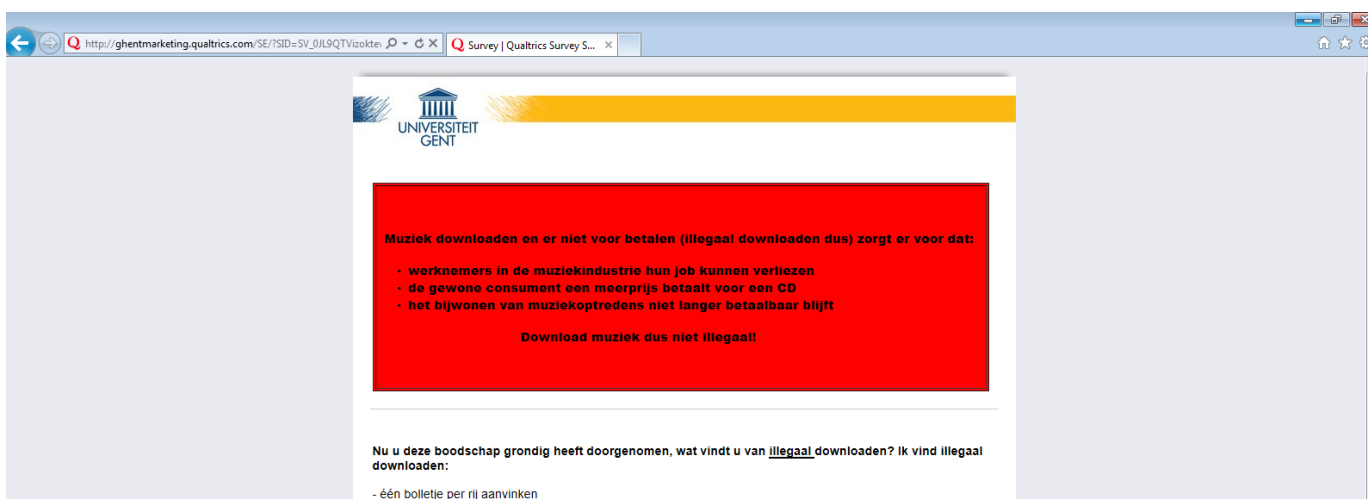 http://ghentmarketing.qualtrics.com/SE/?SID=SV_0JL9QTVizokte
Survey | Qualtrics Survey S...
UNIVERSITEIT
GENT
Muziek downloaden en er niet voor betalen (illegaal downloaden dus) zorgt er voor dat:
· werknemers in de muziekindustrie hun job kunnen verliezen
· de gewone consument een meerprijs betaalt voor een CD
· het bijwonen van muziekoptredens niet langer betaalbaar blijft
Download muziek dus niet illegaal!
Nu u deze boodschap grondig heeft doorgenomen, wat vindt u van illegaal downloaden? Ik vind illegaal
downloaden:
- één bolletje per rij aanvinken